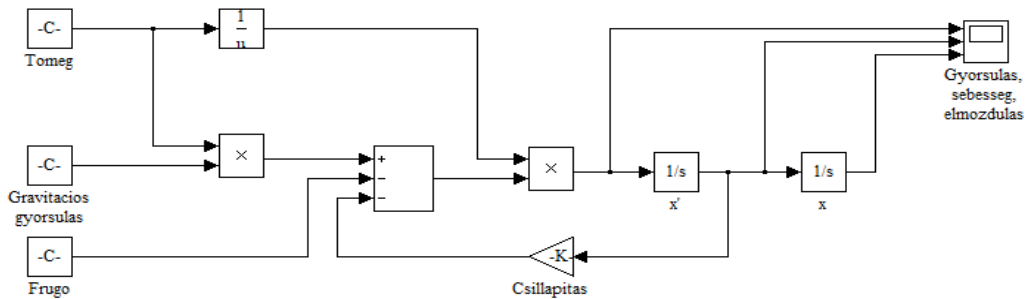 -C-
Tomeg
1
u
-C-
Gravitacios
gyorsulas
×
-C-
Frugo
+
−
−
×
-K-
Csillapitas
1/s
x'
1/s
x
Gyorsulas,
sebesseg,
elmozdulas